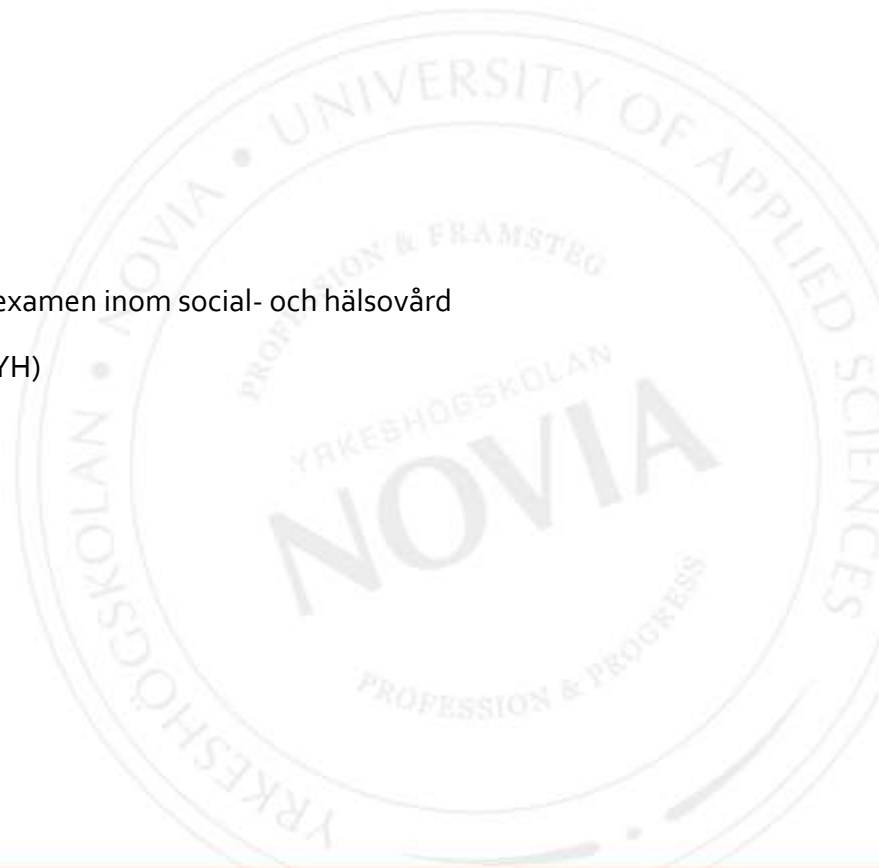 examen inom social- och hälsovård
YH)
YRKESHÖGSKOLAN • NOVIA • UNIVERSITY OF APPLIED SCIENCES •
PROFESSION & FRAMSTEG
YRKESHÖGSKOLAN
NOVIA
PROFESSION & PROGRESS